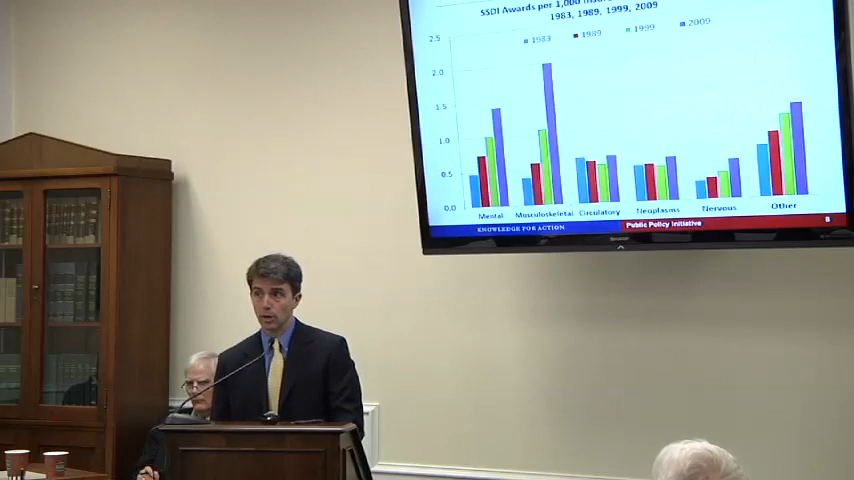 SSDI Awards per 1,000
1983, 1989, 1999, 2009
1983 1989 1999 2009
2.5
2.0
1.5
1.0
0.5
0.0
Mental Musculoskeletal Circulatory Neoplasms Nervous Other
KNOWLEDGE FOR ACTION Public Policy Initiative 8